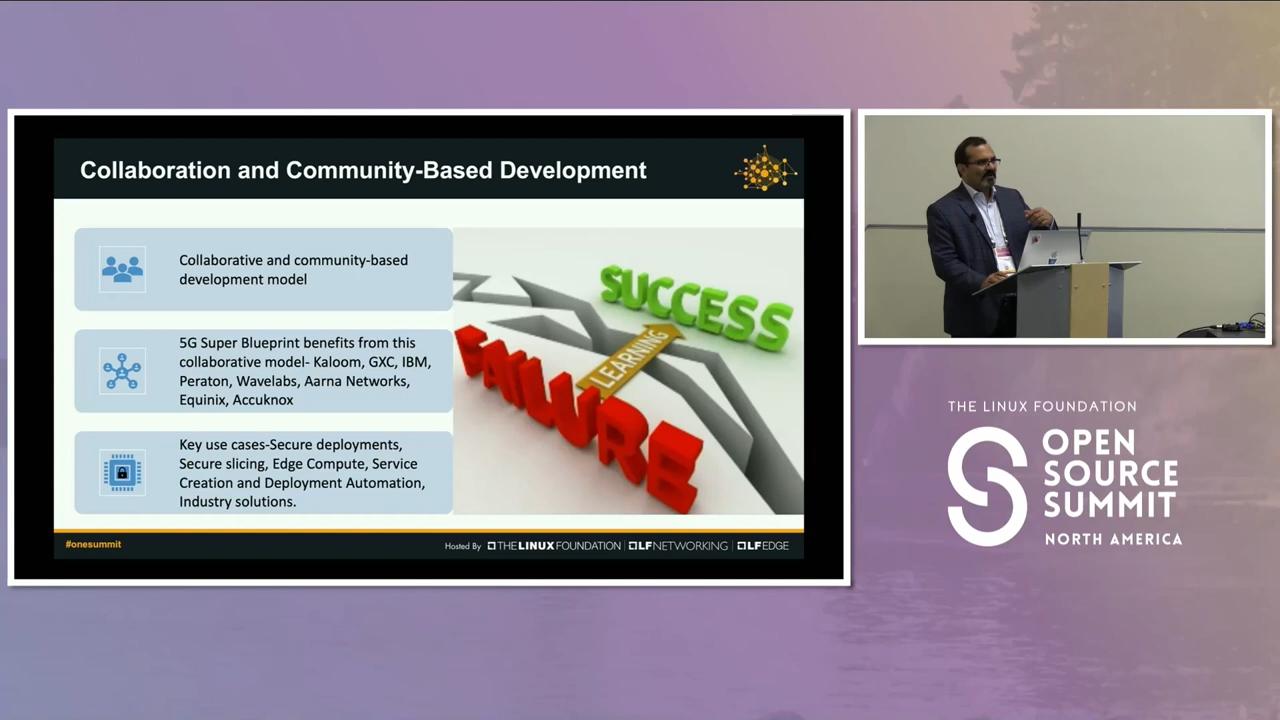 Collaboration and Community-Based Development
Collaborative and community-based
development model
5G Super Blueprint benefits from this
collaborative model- Kaloom, GXC, IBM,
Peraton, Wavelabs, Aarna Networks,
Equinix, Accuknox
Key use cases-Secure deployments,
Secure slicing, Edge Compute, Service
Creation and Deployment Automation,
Industry solutions.
SUCCESS
LEARNING
FAILURE
#onesummit
Hosted By THE LINUX FOUNDATION | LFNETWORKING | LFEDGE
THE LINUX FOUNDATION
OPEN
SOURCE
SUMMIT
NORTH AMERICA